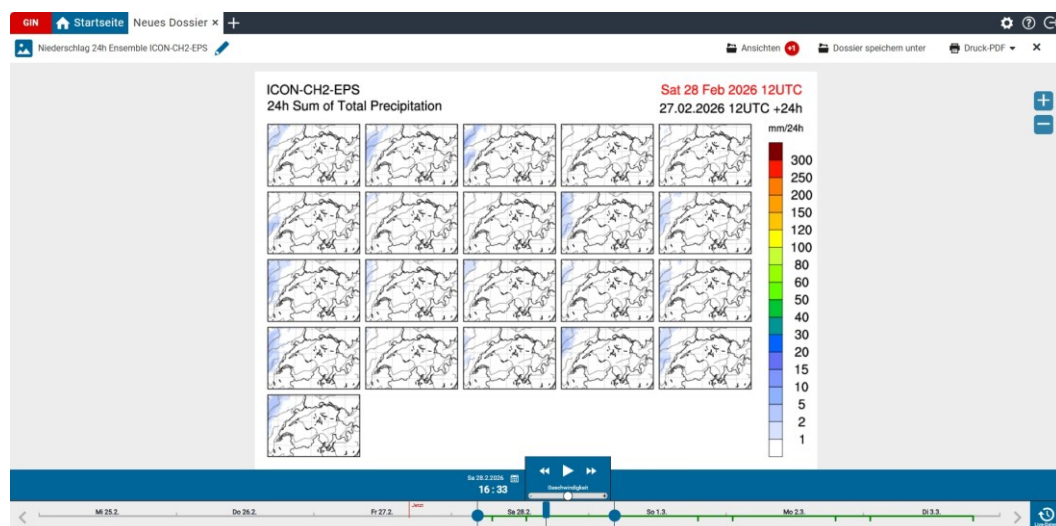 GIN Startseite Neues Dossier × +
Niederschlag 24h Ensemble ICON-CH2-EPS Ansichten +1 Dossier speichern unter Druck-PDF
ICON-CH2-EPS Sat 28 Feb 2026 12UTC
24h Sum of Total Precipitation 27.02.2026 12UTC +24h
mm/24h
300
250
200
150
120
100
80
60
50
40
30
20
15
10
5
2
1
Sa 28.2.2026
16 : 33
Geschwindigkeit
Jetzt
Mi 25.2. Do 26.2. Fr 27.2. Sa 28.2. So 1.3. Mo 2.3. Di 3.3.